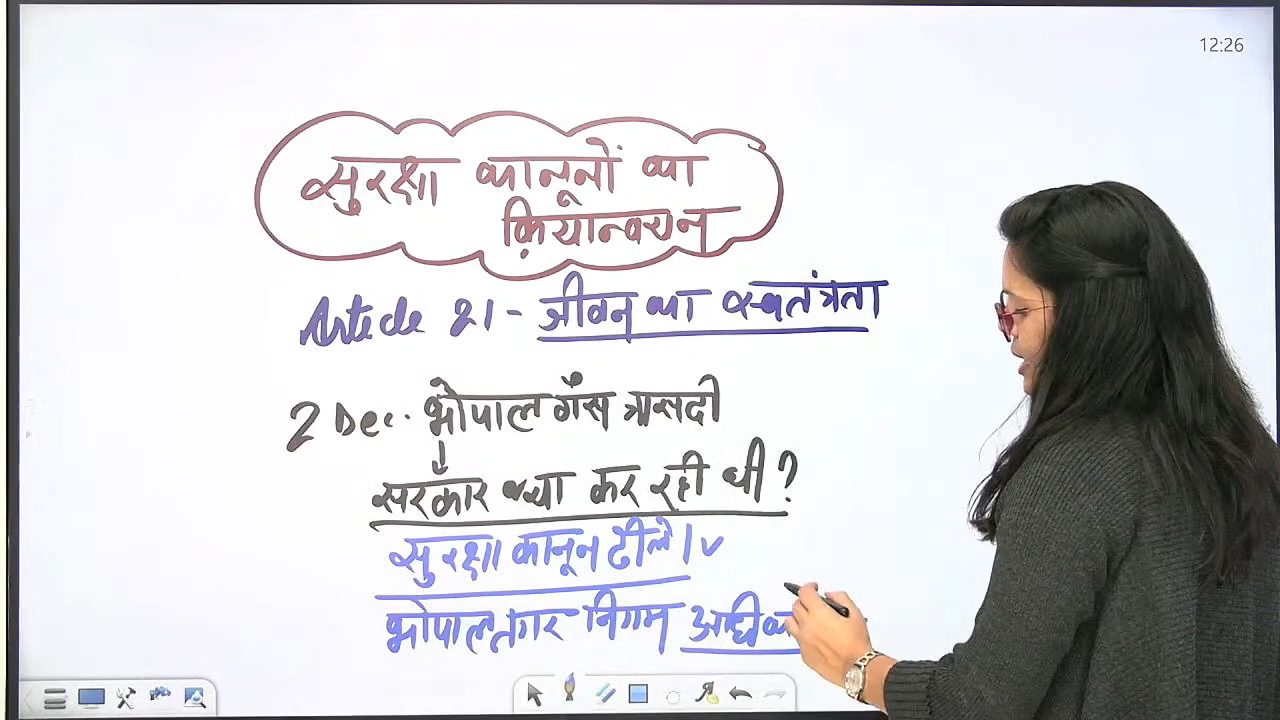 12:26
सुरक्षा कानूनों का
क्रियान्वयन
Article 21 - जीवन का स्वतंत्रता
2 Dec. भोपाल गैंस त्रासदी
सरकार क्या कर रही थी?
सुरक्षा कानून ढीले।
भोपाल नगर निगम